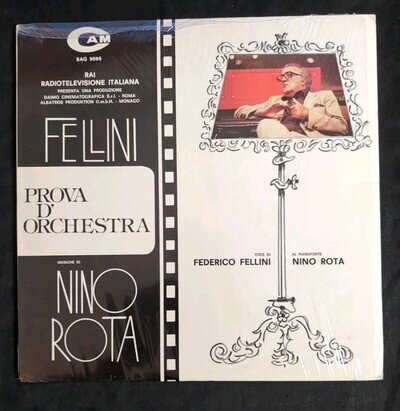 CAM
SAG 9096
RAI
RADIOTELEVISIONE ITALIANA
PRESENTA UNA PRODUZIONE
DAIMO CINEMATOGRAFICA S.r.l. - ROMA
ALBATROS PRODUKTION G.m.b.H. - MONACO
FELLINI
PROVA
D'
ORCHESTRA
MUSICHE DI
NINO
ROTA
VOCE DI
FEDERICO FELLINI
AL PIANOFORTE
NINO ROTA